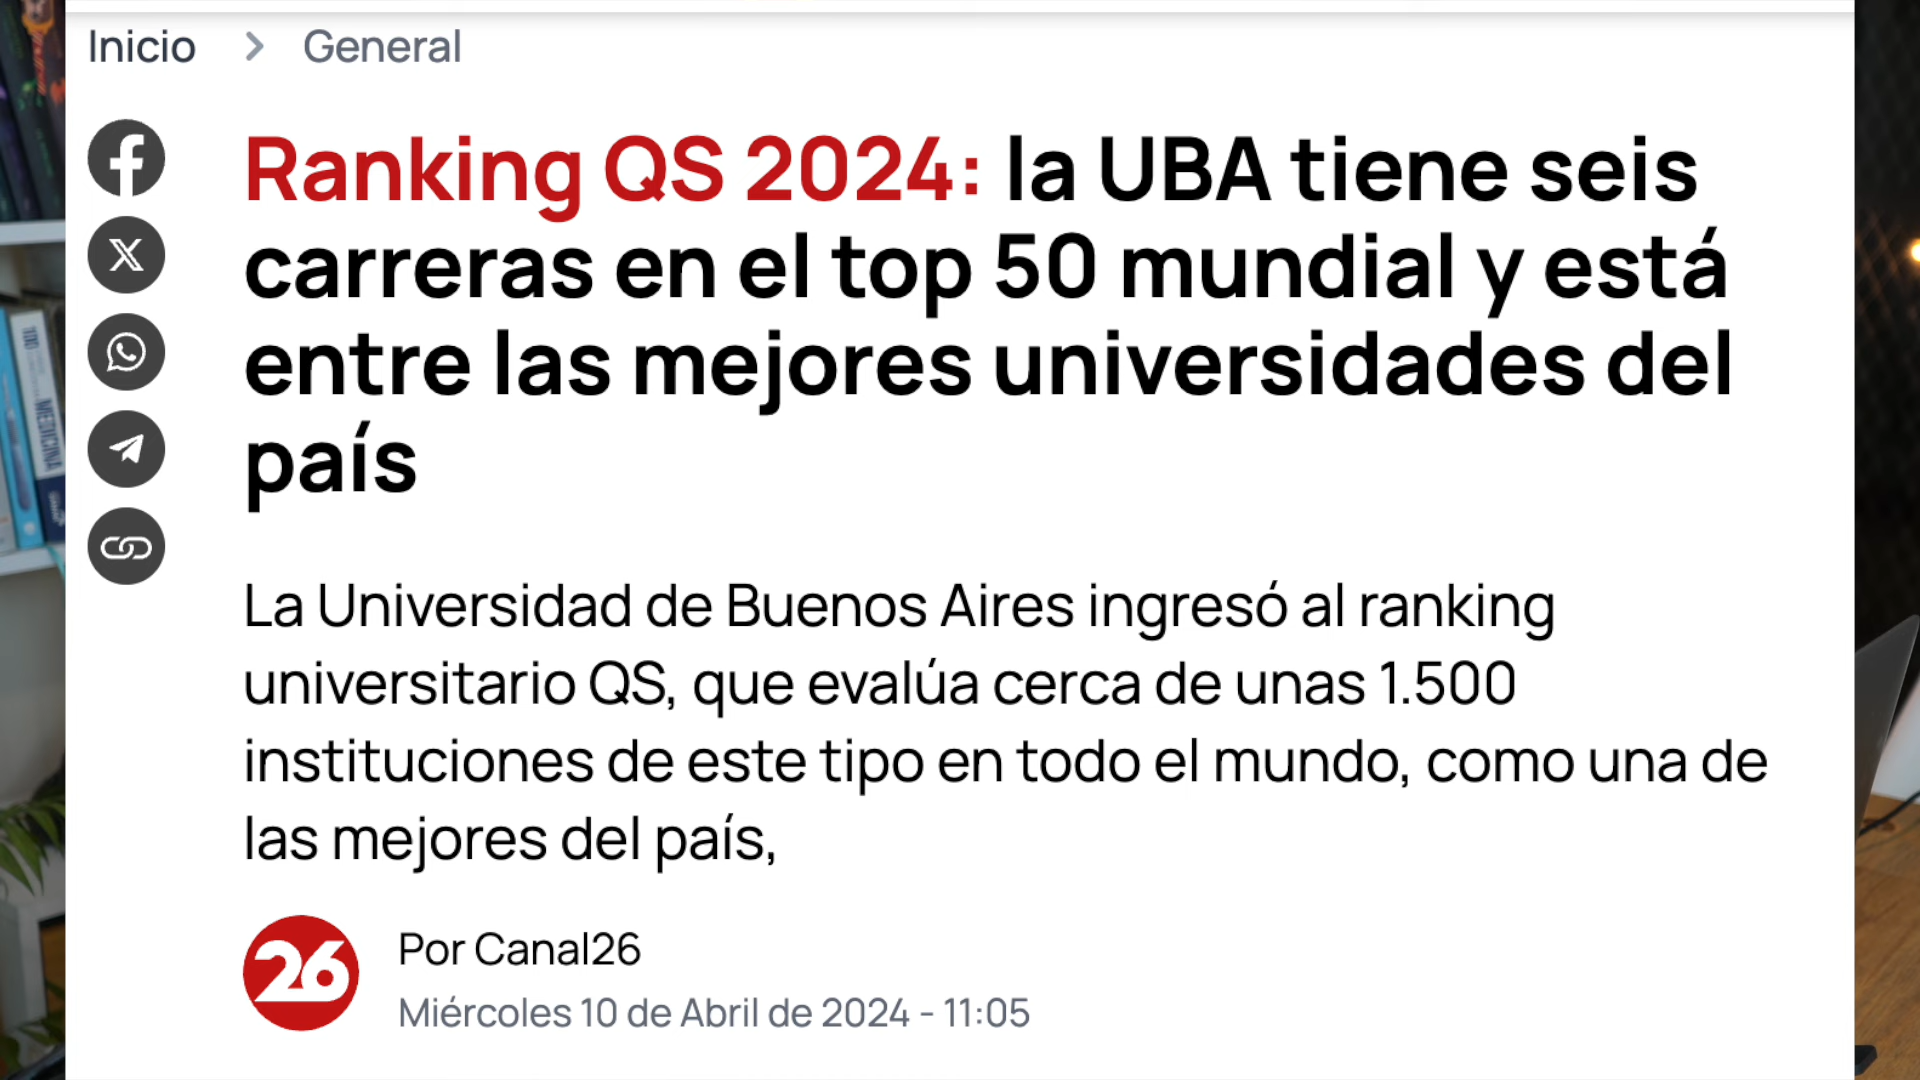 Inicio > General
Ranking QS 2024: la UBA tiene seis
carreras en el top 50 mundial y está
entre las mejores universidades del
país
La Universidad de Buenos Aires ingresó al ranking
universitario QS, que evalúa cerca de unas 1.500
instituciones de este tipo en todo el mundo, como una de
las mejores del país,
26
Por Canal26
Miércoles 10 de Abril de 2024 - 11:05
MEDICINA